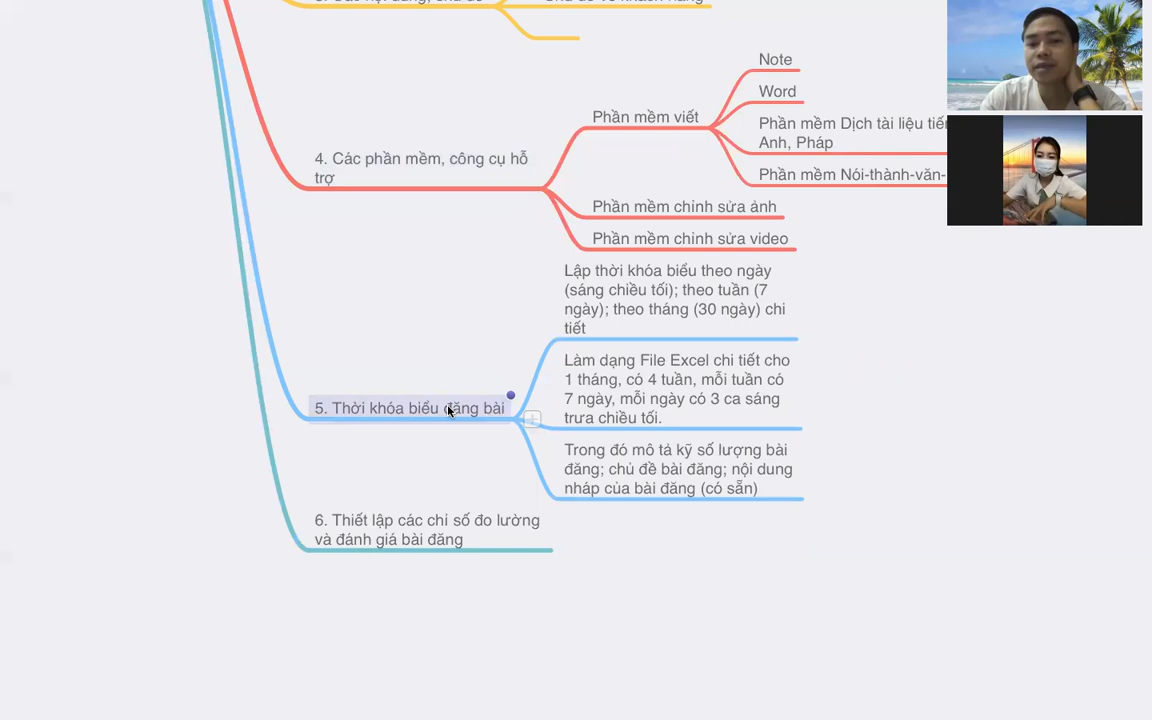 Note
Word
Phần mềm viết
Phần mềm Dịch tài liệu tiế
Anh, Pháp
4. Các phần mềm, công cụ hỗ
trợ
Phần mềm Nói-thành-văn-
Phần mềm chỉnh sửa ảnh
Phần mềm chỉnh sửa video
Lập thời khóa biểu theo ngày
(sáng chiều tối); theo tuần (7
ngày); theo tháng (30 ngày) chi
tiết
Làm dạng File Excel chi tiết cho
1 tháng, có 4 tuần, mỗi tuần có
7 ngày, mỗi ngày có 3 ca sáng
trưa chiều tối.
5. Thời khóa biểu đăng bài
Trong đó mô tả kỹ số lượng bài
đăng; chủ đề bài đăng; nội dung
nháp của bài đăng (có sẵn)
6. Thiết lập các chỉ số đo lường
và đánh giá bài đăng